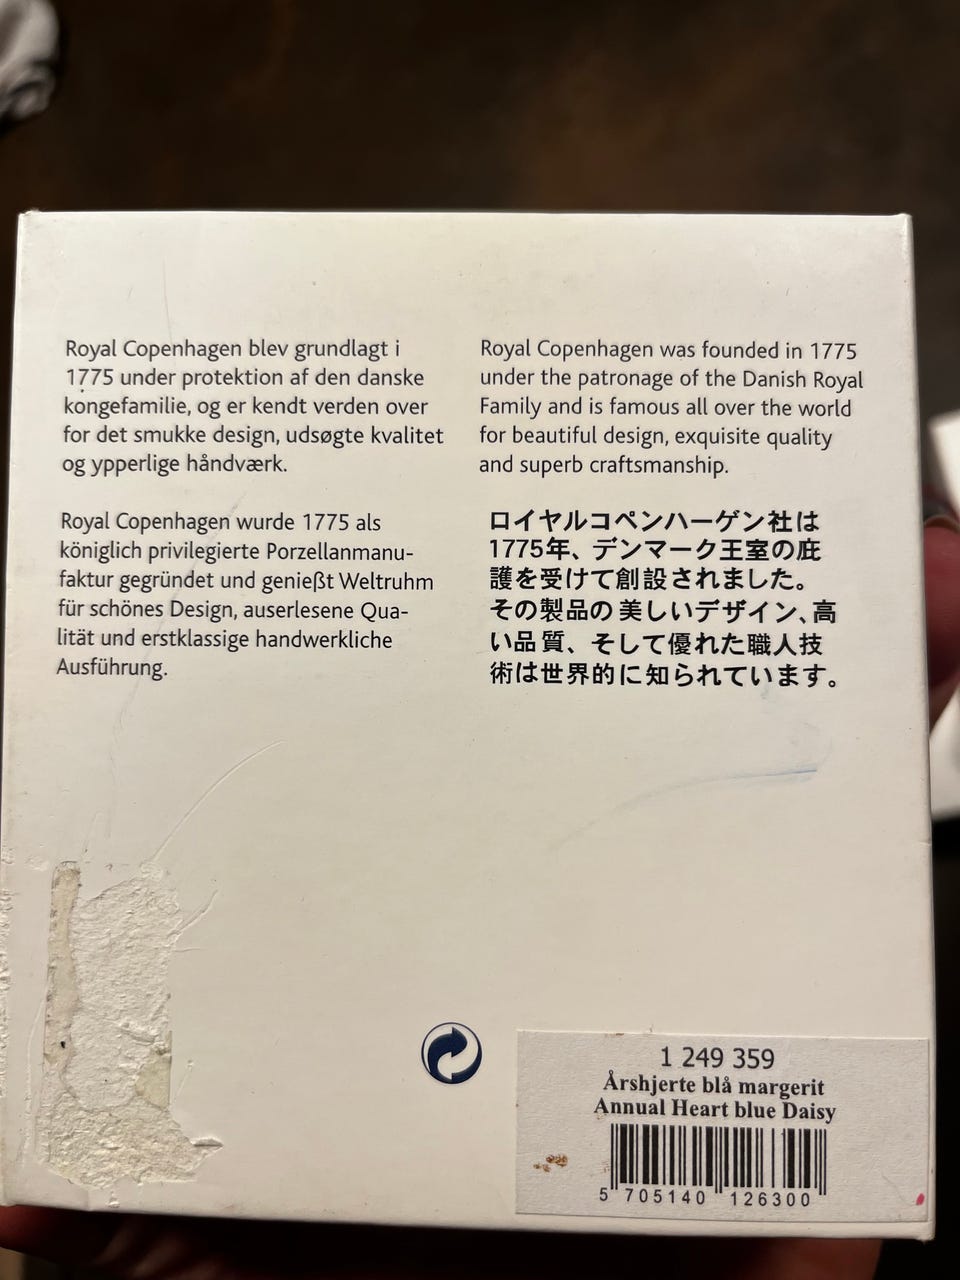 Royal Copenhagen blev grundlagt i
1775 under protektion af den danske
kongefamilie, og er kendt verden over
for det smukke design, udsøgte kvalitet
og ypperlige håndværk.
Royal Copenhagen was founded in 1775
under the patronage of the Danish Royal
Family and is famous all over the world
for beautiful design, exquisite quality
and superb craftsmanship.
Royal Copenhagen wurde 1775 als
königlich privilegierte Porzellanmanu-
faktur gegründet und genießt Weltruhm
für schönes Design, auserlesene Qua-
lität und erstklassige handwerkliche
Ausführung.
ロイヤルコペンハーゲン社は
1775年、デンマーク王室の庇
護を受けて創設されました。
その製品の美しいデザイン、高
い品質、そして優れた職人技
術は世界的に知られています。
1 249 359
Årshjerte blå margerit
Annual Heart blue Daisy
5 705140 126300